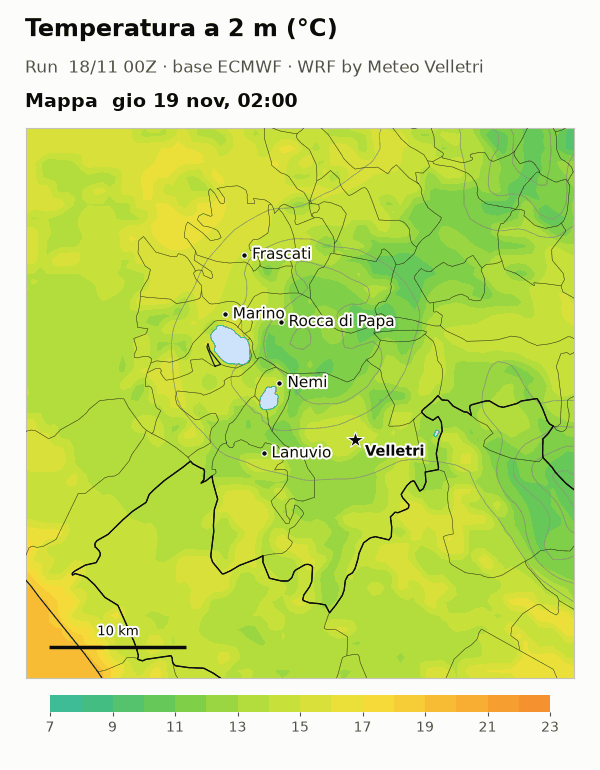 Temperatura a 2 m (°C)
Run  18/11 00Z · base ECMWF · WRF by Meteo Velletri
Mappa  gio 19 nov, 02:00
Frascati
Marino
Rocca di Papa
Nemi
Velletri
Lanuvio
10 km
7 9 11 13 15 17 19 21 23